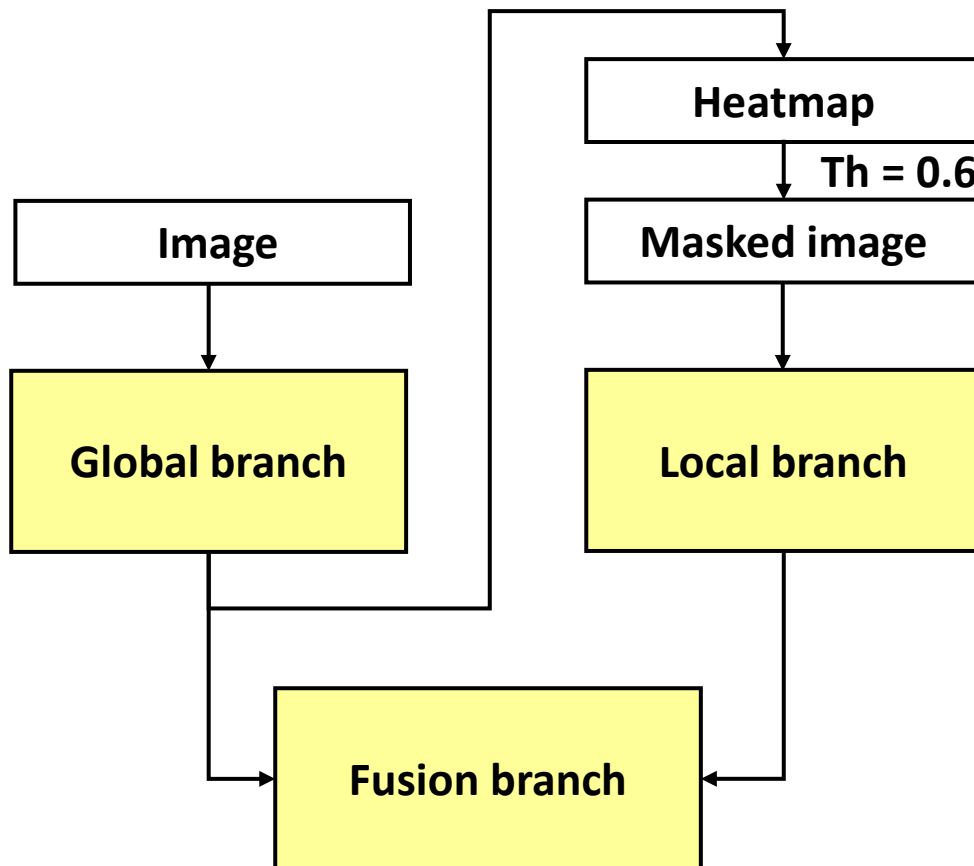 Heatmap
Th = 0.6
Image
Masked image
Global branch
Local branch
Fusion branch